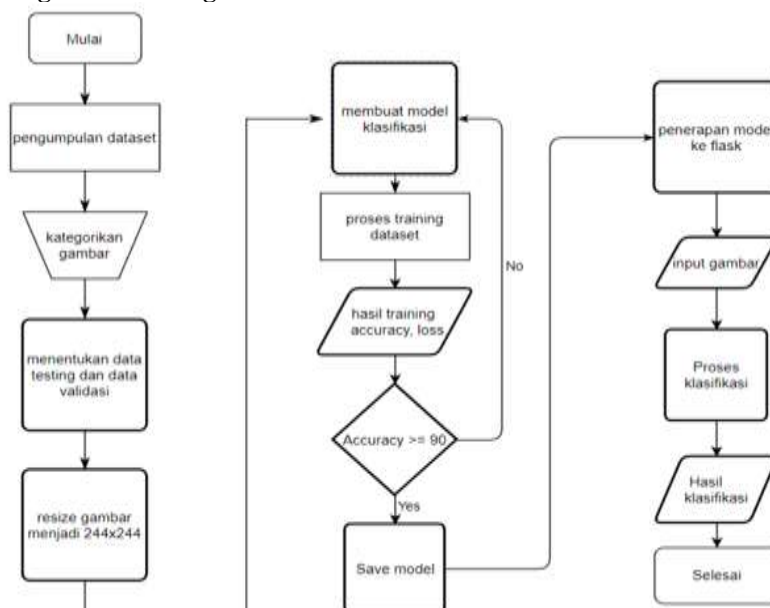 Mulai
pengumpulan dataset
kategorikan
gambar
menentukan data
testing dan data
validasi
resize gambar
menjadi 244x244
membuat model
klasifikasi
proses training
dataset
hasil training
accuracy, loss
Accuracy >= 90
No
Yes
Save model
penerapan mode
ke flask
input gambar
Proses
klasifikasi
Hasil
klasifikasi
Selesai